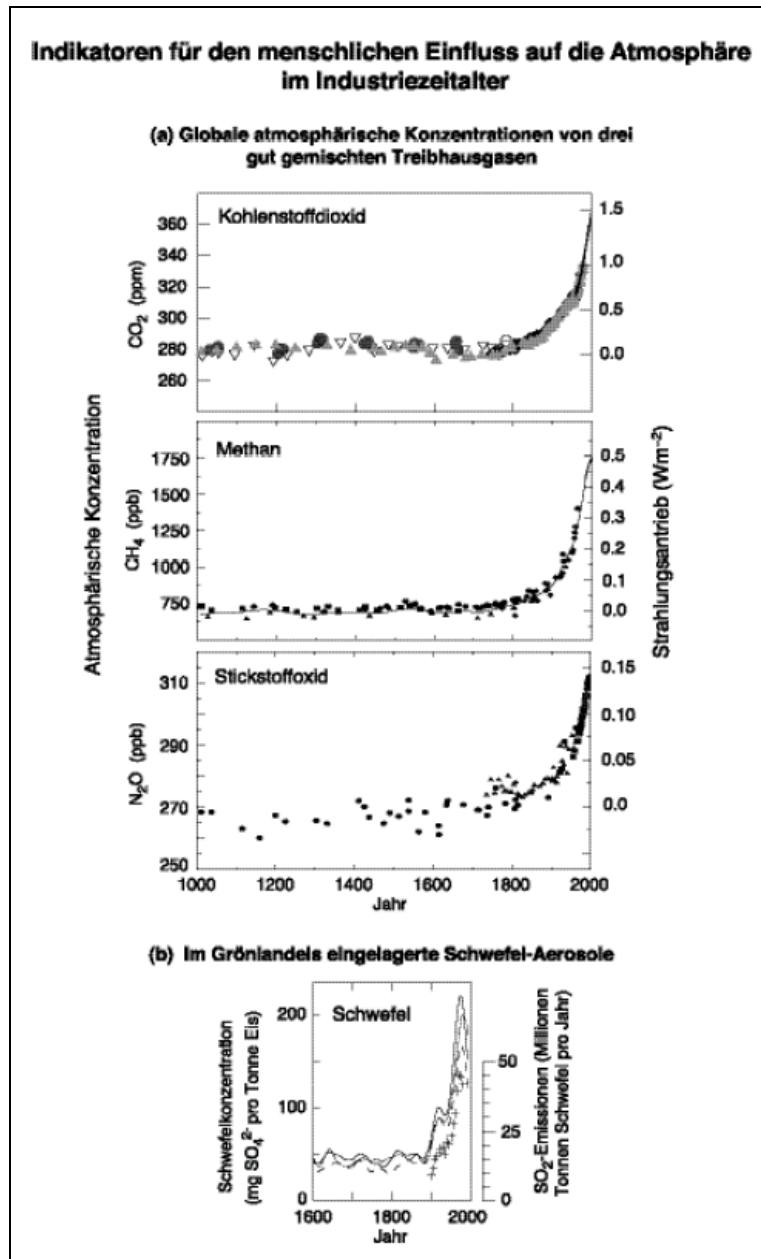 Indikatoren für den menschlichen Einfluss auf die Atmosphäre
im Industriezeitalter
(a) Globale atmosphärische Konzentrationen von drei
gut gemischten Treibhausgasen
Atmosphärische Konzentration
Strahlungsantrieb (Wm⁻²)
Kohlenstoffdioxid
CO₂ (ppm)
360
340
320
300
280
260
1.5
1.0
0.5
0.0
Methan
CH₄ (ppb)
1750
1500
1250
1000
750
0.5
0.4
0.3
0.2
0.1
0.0
Stickstoffoxid
N₂O (ppb)
310
290
270
250
0.15
0.10
0.05
0.0
1000 1200 1400 1600 1800 2000
Jahr
(b) Im Grönlandeis eingelagerte Schwefel-Aerosole
Schwefel
Schwefelkonzentration
(mg SO₄²⁻ pro Tonne Eis)
200
100
0
50
25
0
SO₂-Emissionen (Millionen
Tonnen Schwefel pro Jahr)
1600 1800 2000
Jahr